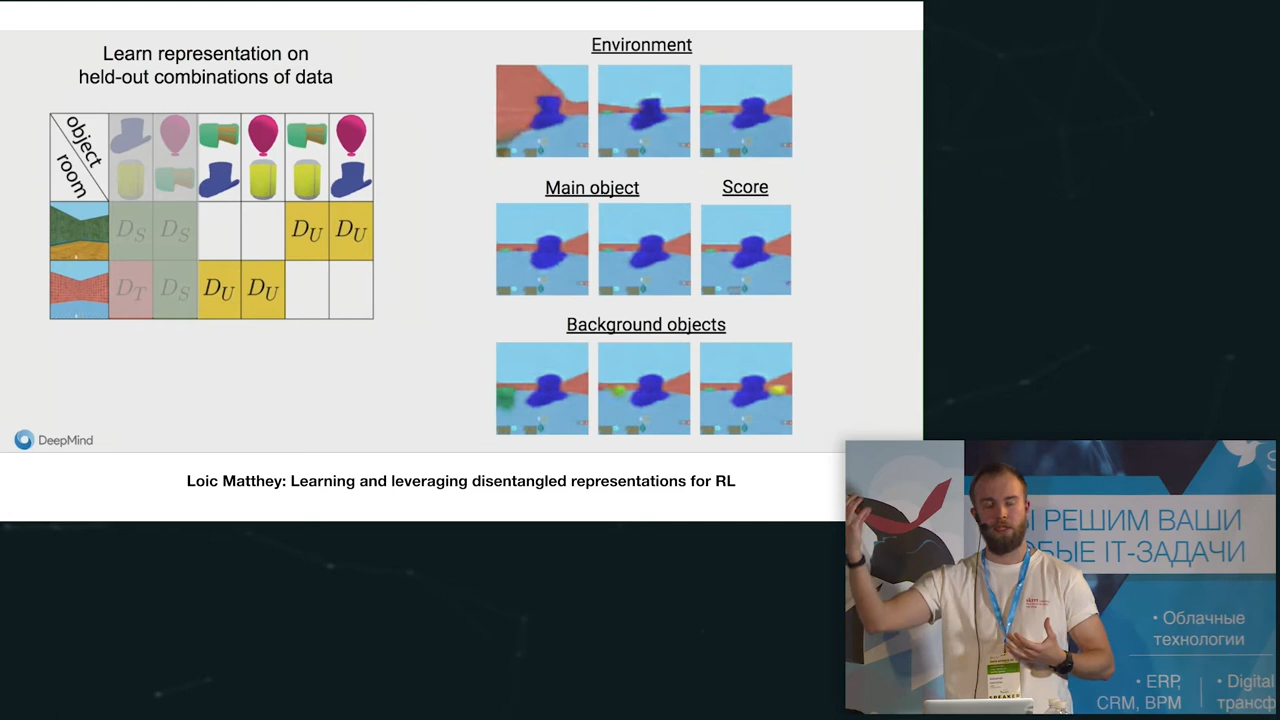 Learn representation on
held-out combinations of data
object
room
D_S D_S D_U D_U
D_T D_S D_U D_U
Environment
Main object
Score
Background objects
DeepMind
Loic Matthey: Learning and leveraging disentangled representations for RL
РЕШИМ ВАШИ
ЫЕ IT-ЗАДАЧИ
• Облачные
технологии
• ERP,
CRM, BPM
• Digital
трансф
SPEAKER